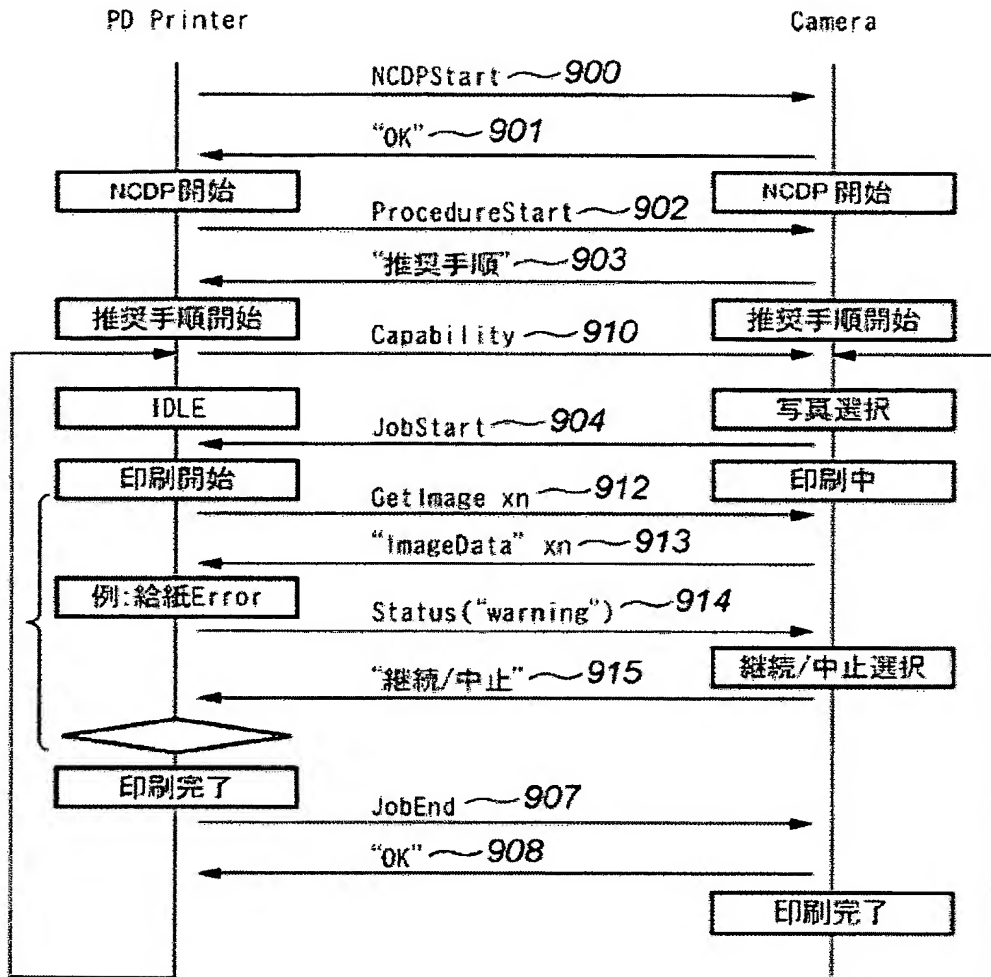 PD Printer Camera
NCDPStart 900
“OK” 901
NCDP開始 NCDP開始
ProcedureStart 902
“推奨手順” 903
推奨手順開始 推奨手順開始
Capability 910
IDLE 写真選択
JobStart 904
印刷開始 印刷中
GetImage xn 912
“ImageData” xn 913
例:給紙Error
Status(“warning”) 914
継続/中止選択
“継続/中止” 915
印刷完了
JobEnd 907
“OK” 908
印刷完了